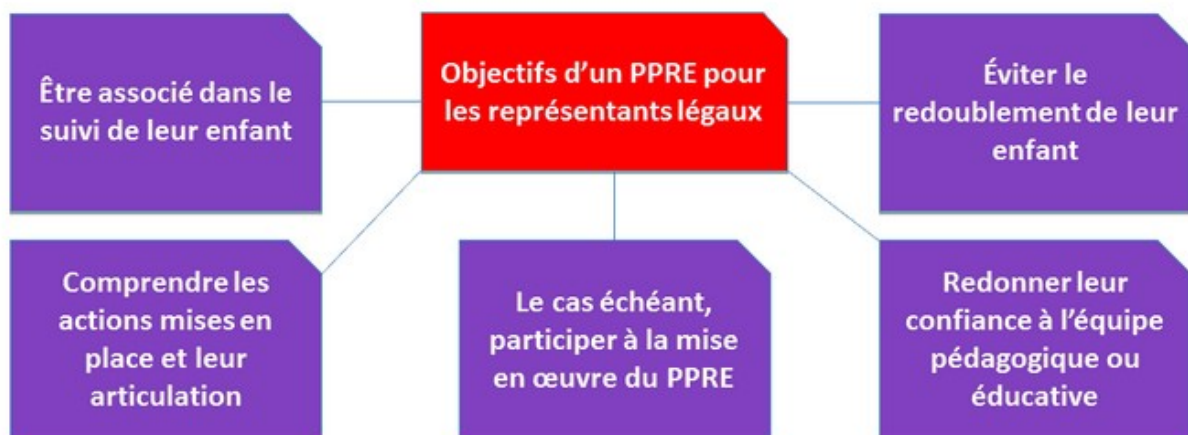 Objectifs d’un PPRE pour
les représentants légaux
Être associé dans le
suivi de leur enfant
Éviter le
redoublement de leur
enfant
Comprendre les
actions mises en
place et leur
articulation
Le cas échéant,
participer à la mise
en œuvre du PPRE
Redonner leur
confiance à l’équipe
pédagogique ou
éducative